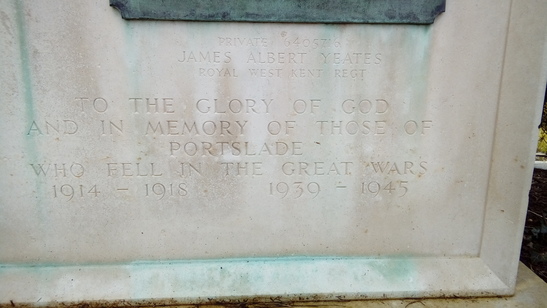 PRIVATE
JAMES ALBERT YEATES
ROYAL WEST KENT REGT
TO THE GLORY OF GOD
AND IN MEMORY OF THOSE OF
PORTSLADE
WHO FELL IN THE GREAT WARS
1914 - 1918 1939 - 1945